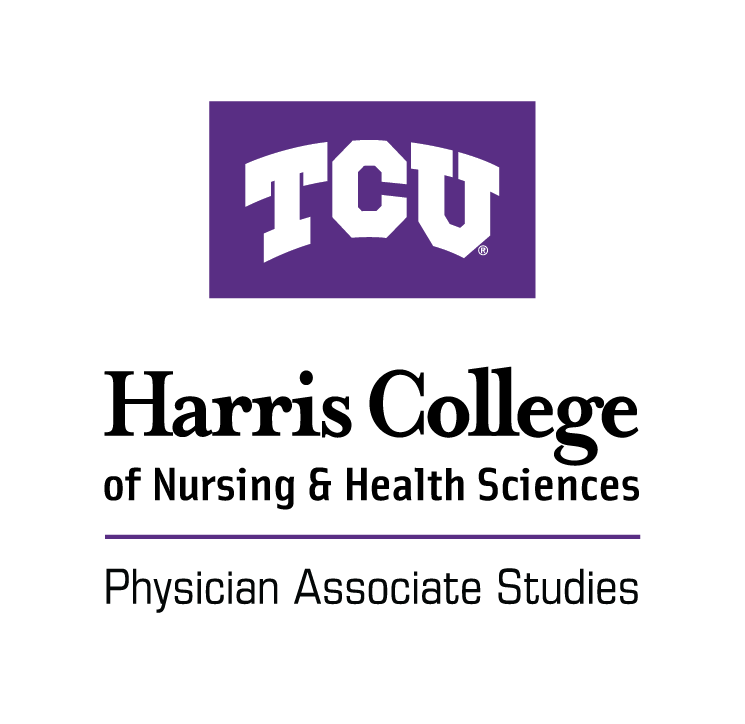 TCU®
Harris College
of Nursing & Health Sciences
Physician Associate Studies